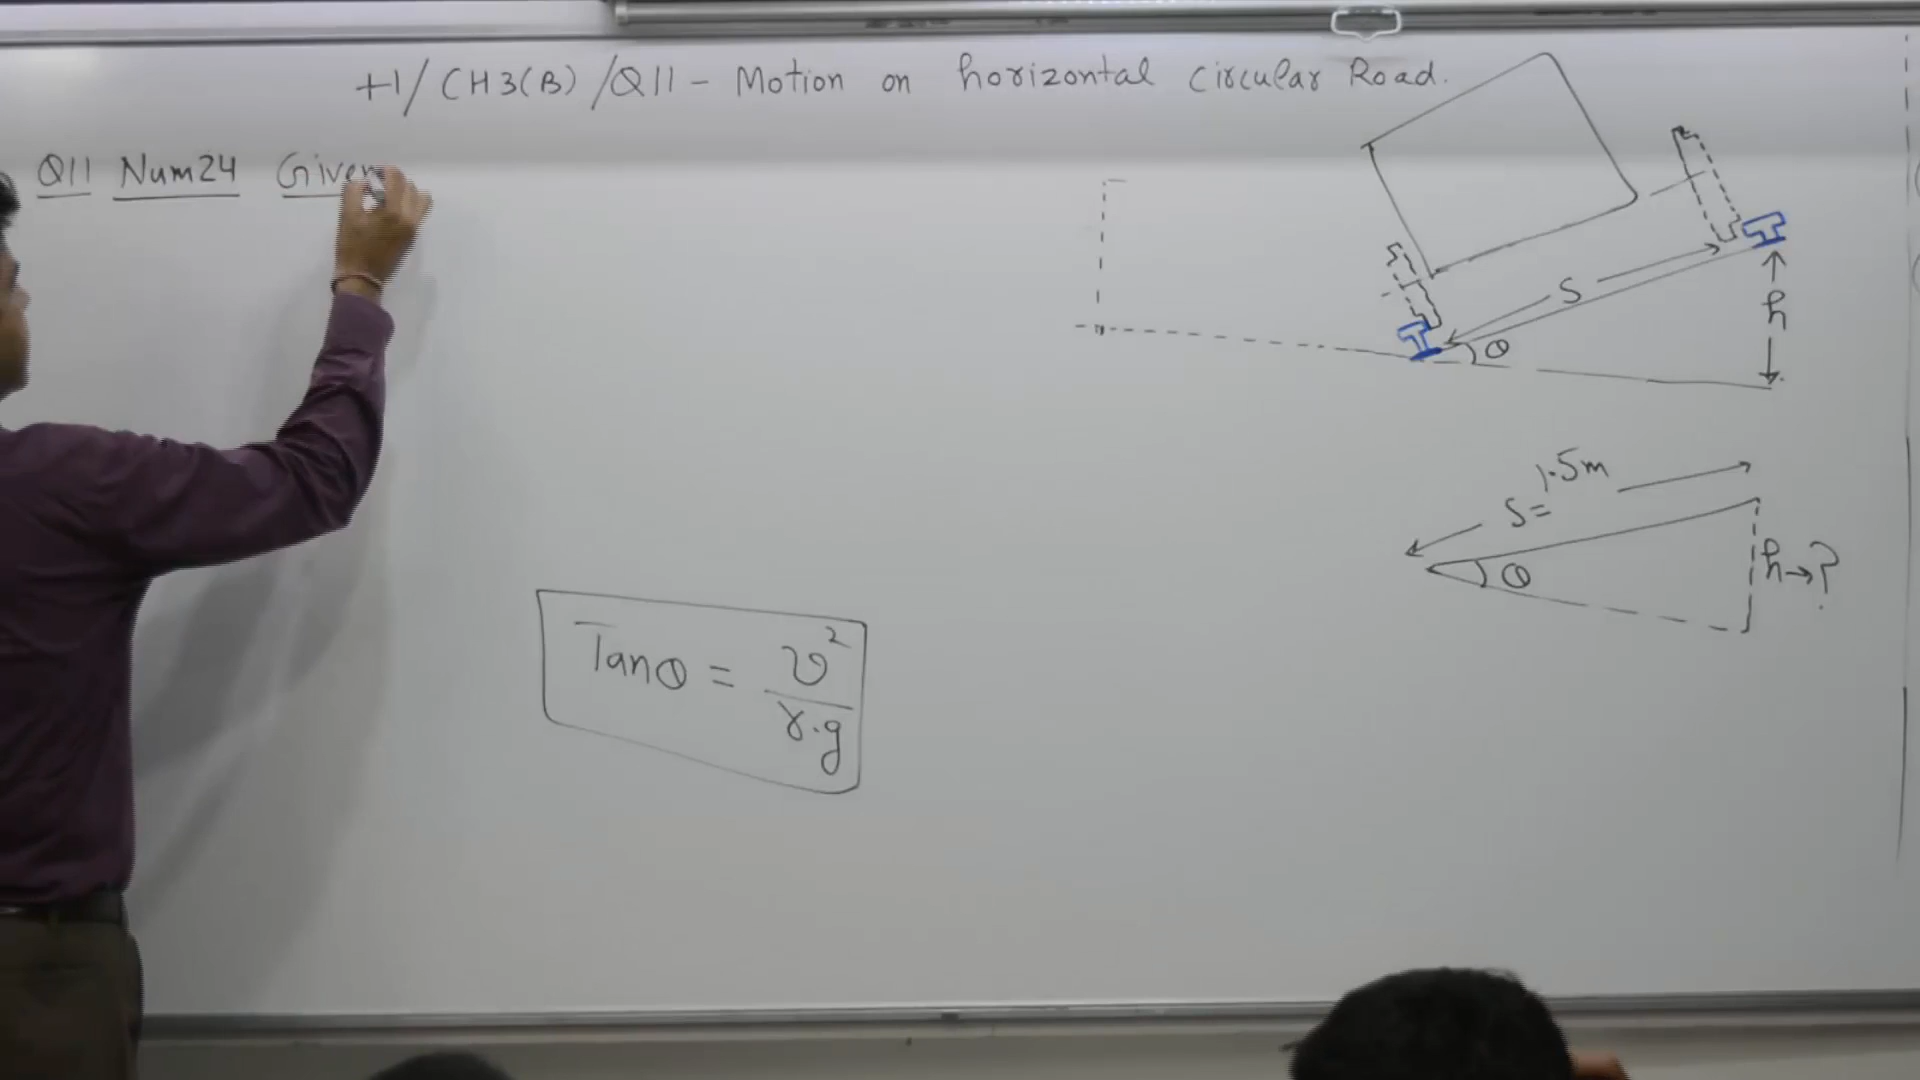 +1/CH3(B)/Q11 - Motion on horizontal Circular Road.
Q11 Num24 Given
S
h
θ
S= 1.5m
θ
h→?
Tanθ = v²/r.g